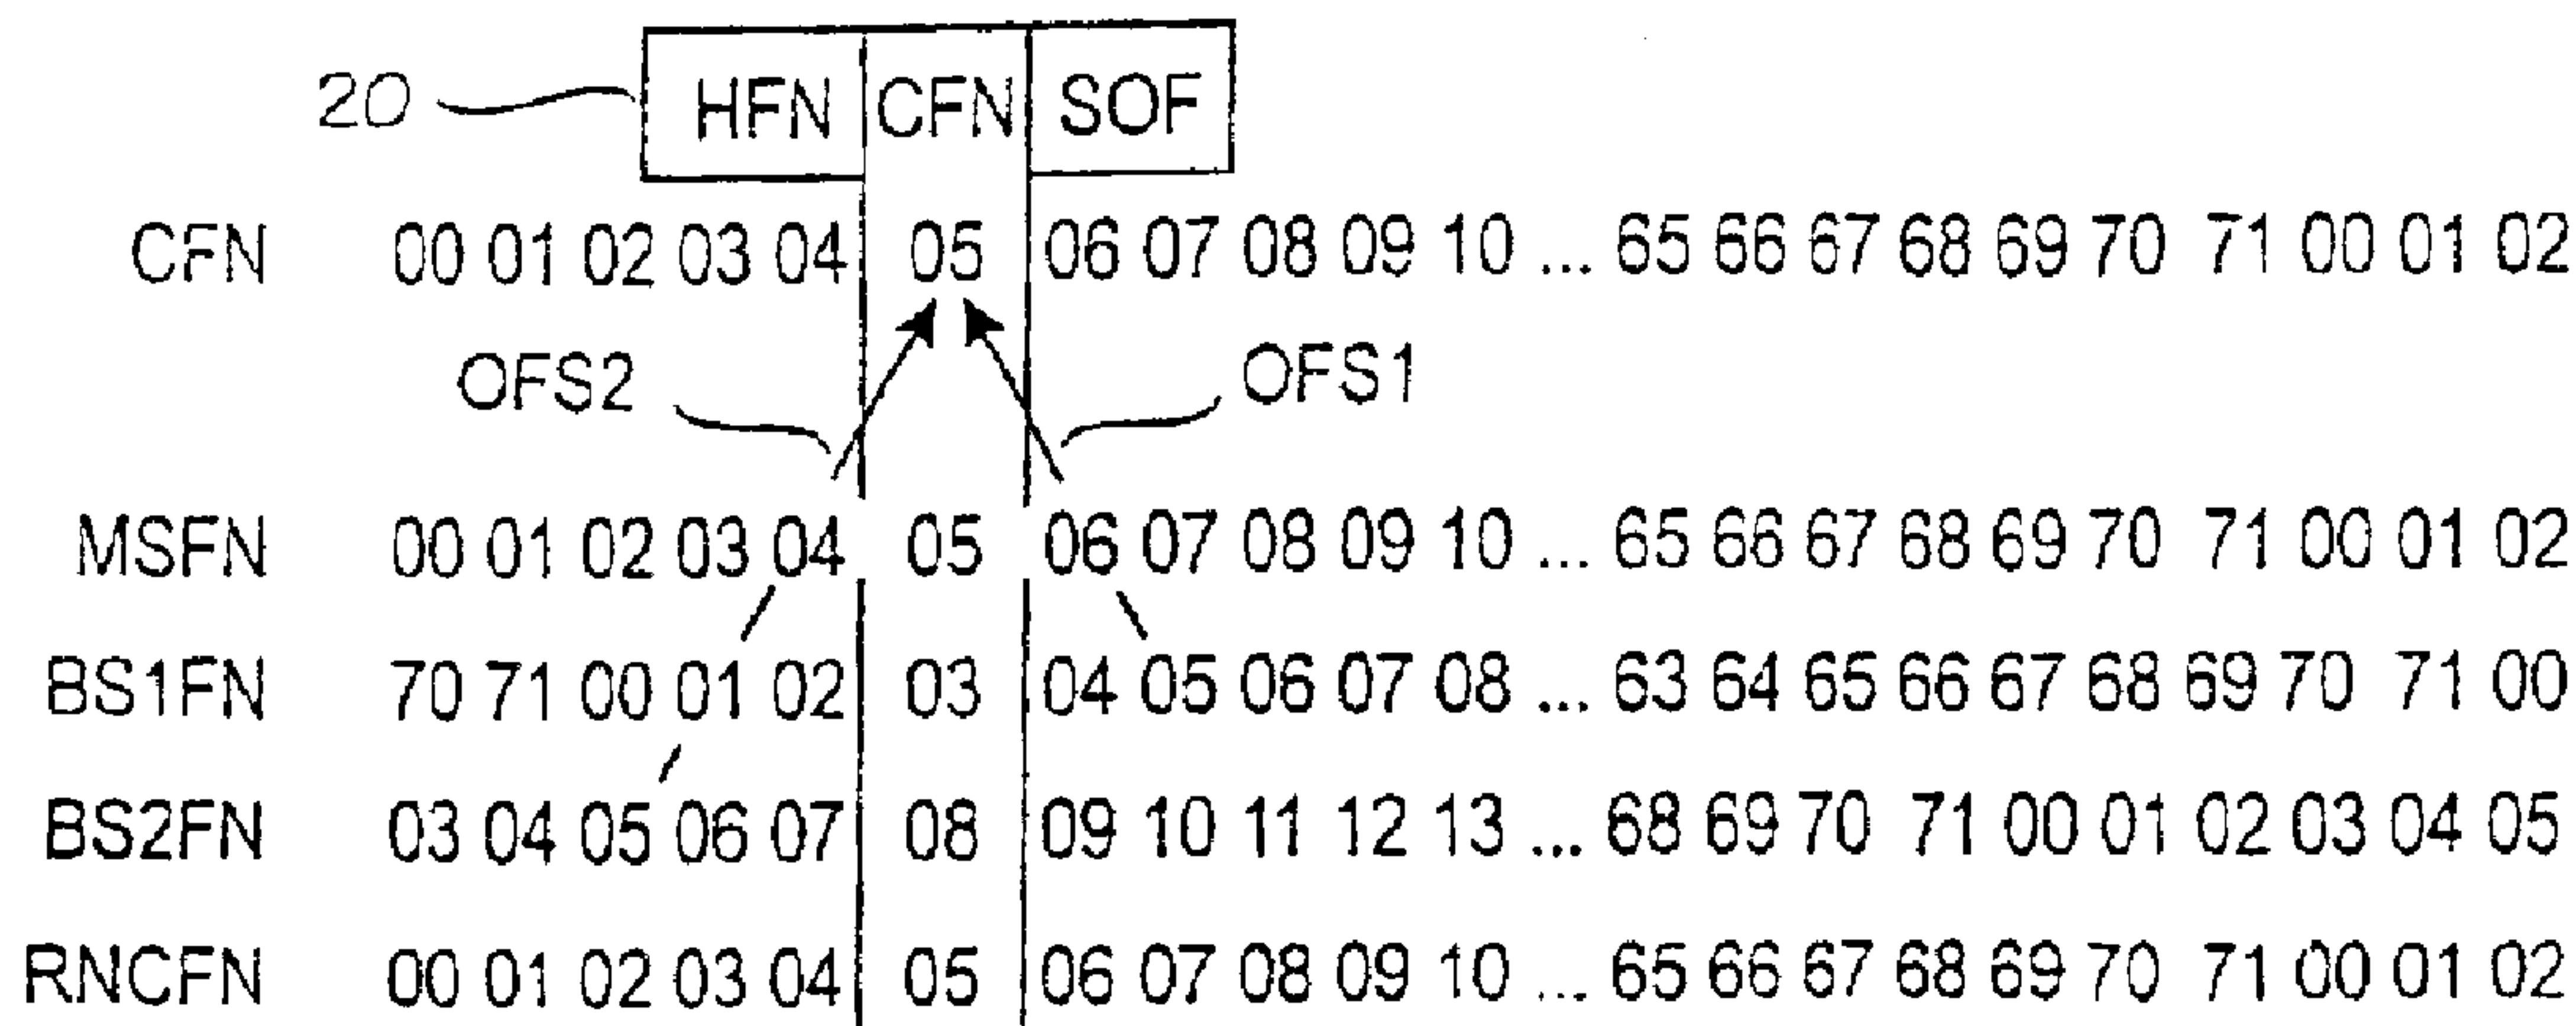 20 HFN CFN SOF
CFN 00 01 02 03 04 05 06 07 08 09 10 ... 65 66 67 68 69 70 71 00 01 02
OFS2 OFS1
MSFN 00 01 02 03 04 05 06 07 08 09 10 ... 65 66 67 68 69 70 71 00 01 02
BS1FN 70 71 00 01 02 03 04 05 06 07 08 ... 63 64 65 66 67 68 69 70 71 00
BS2FN 03 04 05 06 07 08 09 10 11 12 13 ... 68 69 70 71 00 01 02 03 04 05
RNCFN 00 01 02 03 04 05 06 07 08 09 10 ... 65 66 67 68 69 70 71 00 01 02